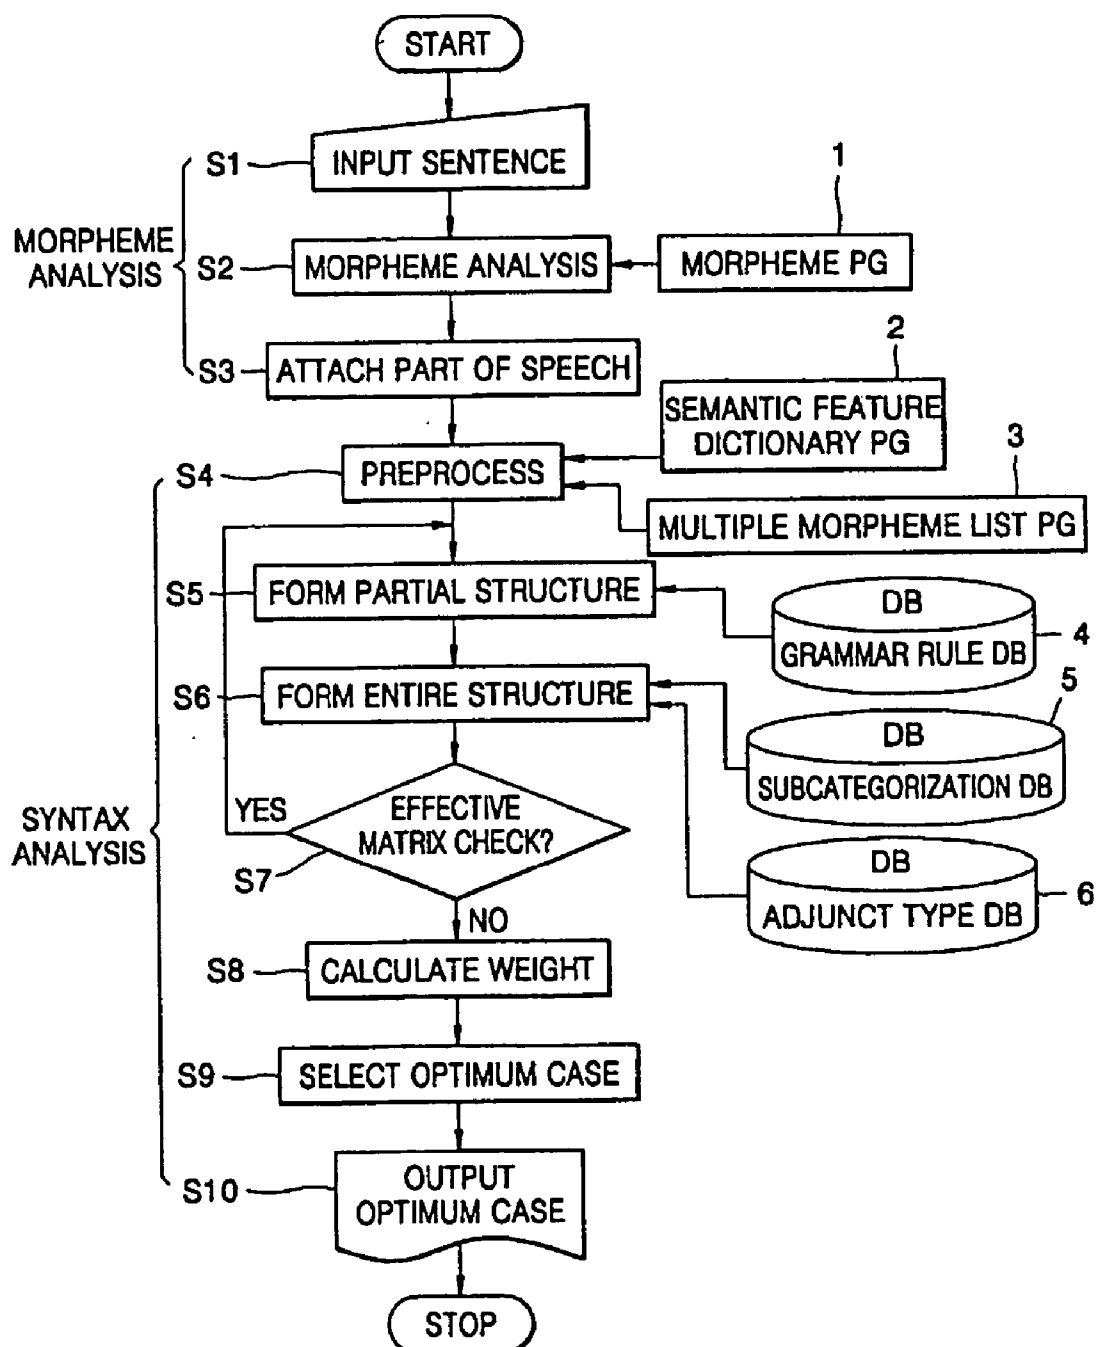 START
S1
INPUT SENTENCE
1
MORPHEME
ANALYSIS
S2
MORPHEME ANALYSIS
MORPHEME PG
S3
ATTACH PART OF SPEECH
2
SEMANTIC FEATURE
DICTIONARY PG
S4
PREPROCESS
3
MULTIPLE MORPHEME LIST PG
S5
FORM PARTIAL STRUCTURE
DB
GRAMMAR RULE DB
4
S6
FORM ENTIRE STRUCTURE
5
DB
SUBCATEGORIZATION DB
SYNTAX
ANALYSIS
YES
EFFECTIVE
MATRIX CHECK?
S7
NO
DB
ADJUNCT TYPE DB
6
S8
CALCULATE WEIGHT
S9
SELECT OPTIMUM CASE
S10
OUTPUT
OPTIMUM CASE
STOP